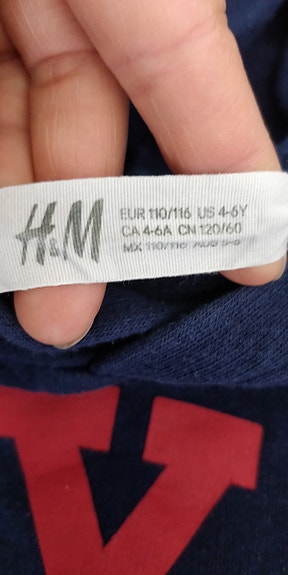 H&M
EUR 110/116 US 4-6Y
CA 4-6A CN 120/60
MX 110/116
V